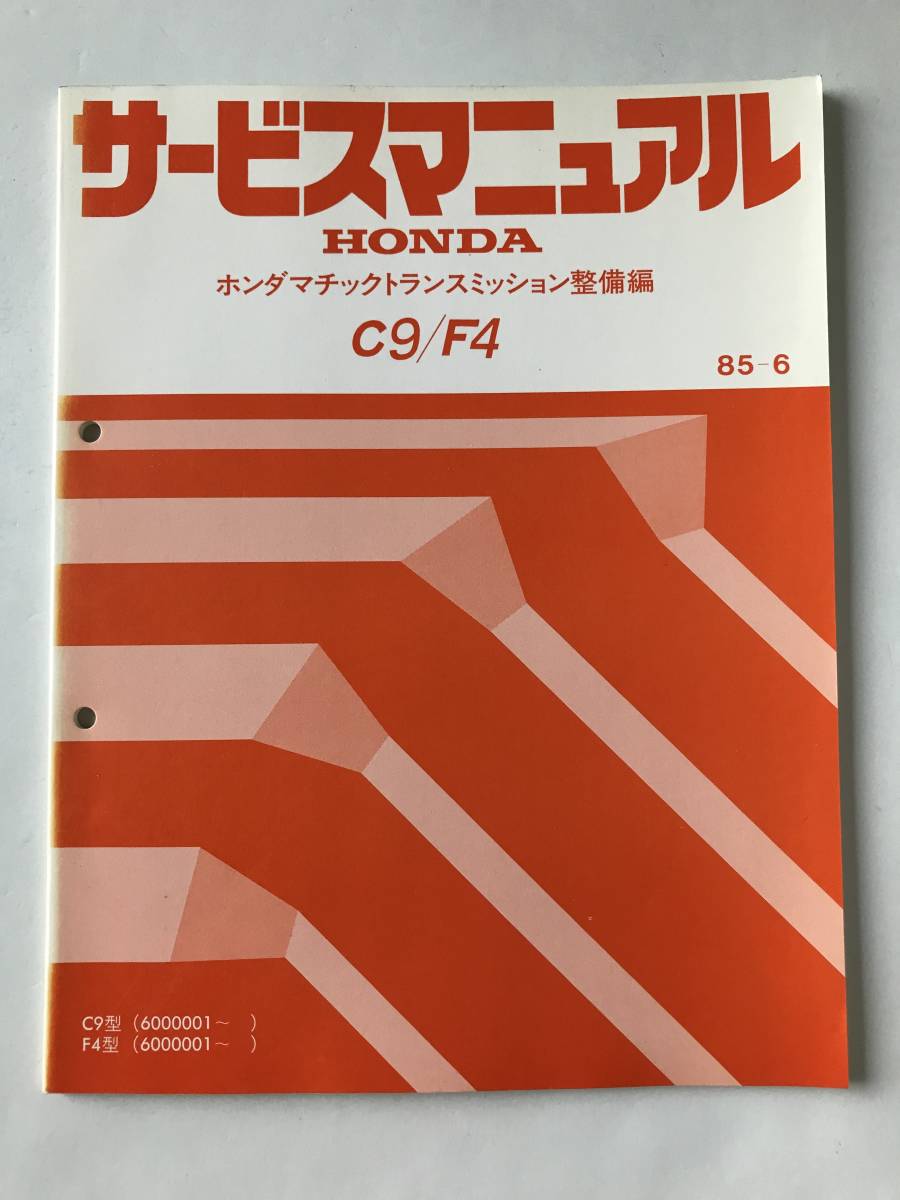 サービスマニュアル
HONDA
ホンダマチックトランスミッション整備編
C9/F4
85-6
C9型 (6000001~ )
F4型 (6000001~ )